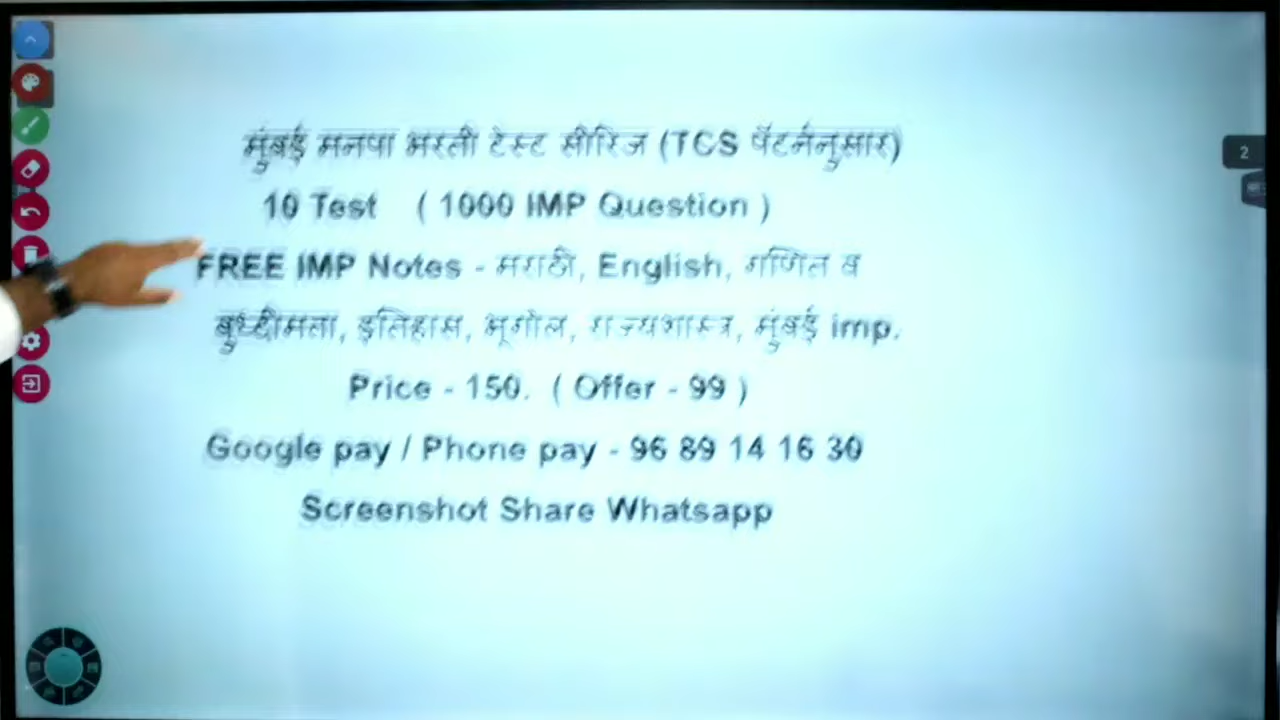 मुंबई मनपा भरती टेस्ट सीरिज (TCS पॅटर्ननुसार)
10 Test ( 1000 IMP Question )
FREE IMP Notes - मराठी, English, गणित व
बुध्दीमता, इतिहास, भूगोल, राज्यशास्त्र, मुंबई imp.
Price - 150. ( Offer - 99 )
Google pay / Phone pay - 96 89 14 16 30
Screenshot Share Whatsapp
2